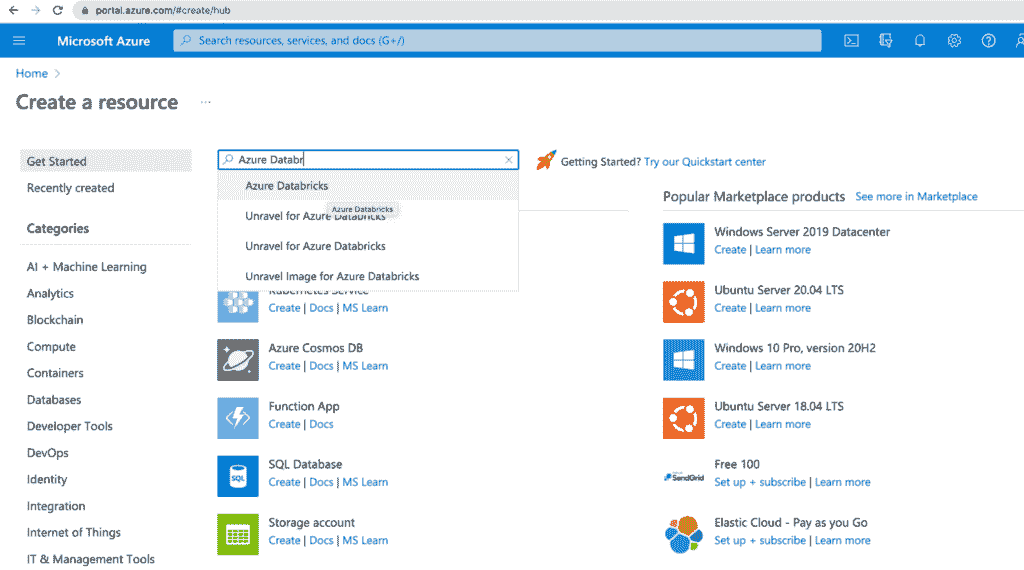 portal.azure.com/#create/hub
Microsoft Azure
Search resources, services, and docs (G+/)
Home
Create a resource
...
Get Started
Recently created
Categories
AI + Machine Learning
Analytics
Blockchain
Compute
Containers
Databases
Developer Tools
DevOps
Identity
Integration
Internet of Things
IT & Management Tools
Azure Databr
Azure Databricks
Azure Databricks
Unravel for Azure Databricks
Unravel for Azure Databricks
Unravel Image for Azure Databricks
Kubernetes Service
Create | Docs | MS Learn
Azure Cosmos DB
Create | Docs | MS Learn
Function App
Create | Docs
SQL
SQL Database
Create | Docs | MS Learn
Storage account
Create | Docs | MS Learn
Getting Started? Try our Quickstart center
Popular Marketplace products See more in Marketplace
Windows Server 2019 Datacenter
Create | Learn more
Ubuntu Server 20.04 LTS
Create | Learn more
Windows 10 Pro, version 20H2
Create | Learn more
Ubuntu Server 18.04 LTS
Create | Learn more
SendGrid
Free 100
Set up + subscribe | Learn more
Elastic Cloud - Pay as you Go
Set up + subscribe | Learn more